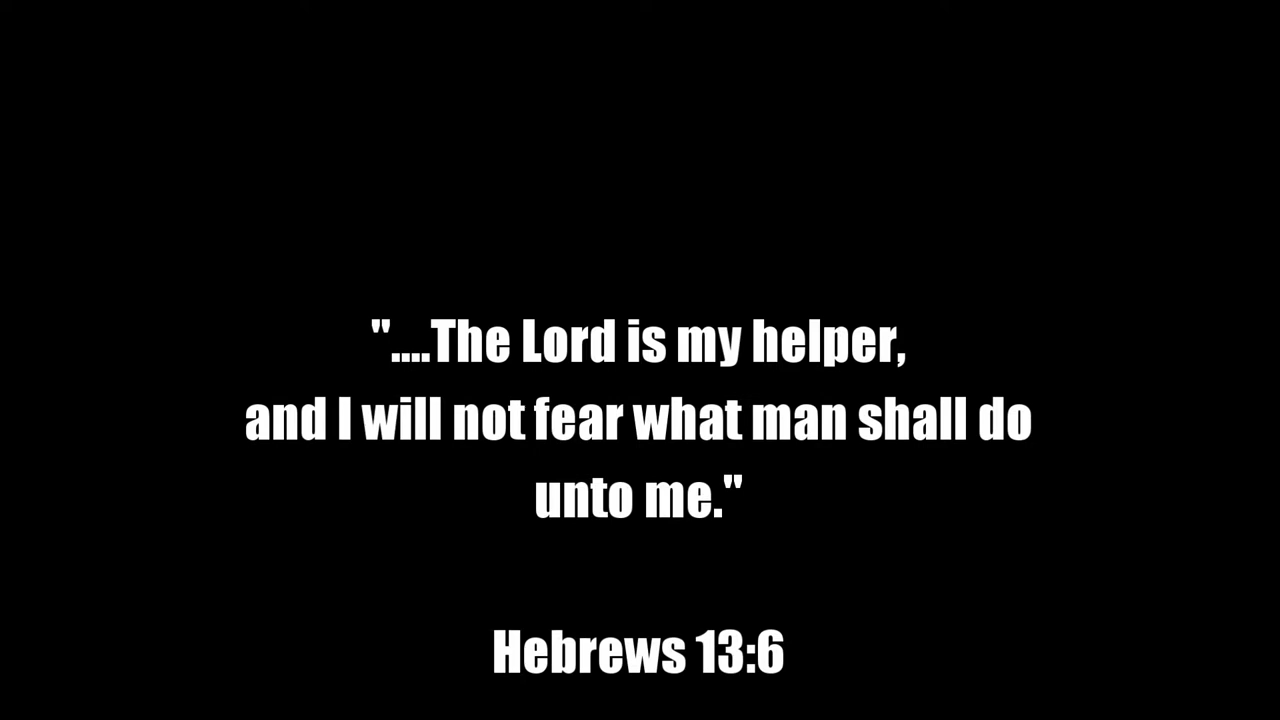 "....The Lord is my helper,
and I will not fear what man shall do
unto me."
Hebrews 13:6